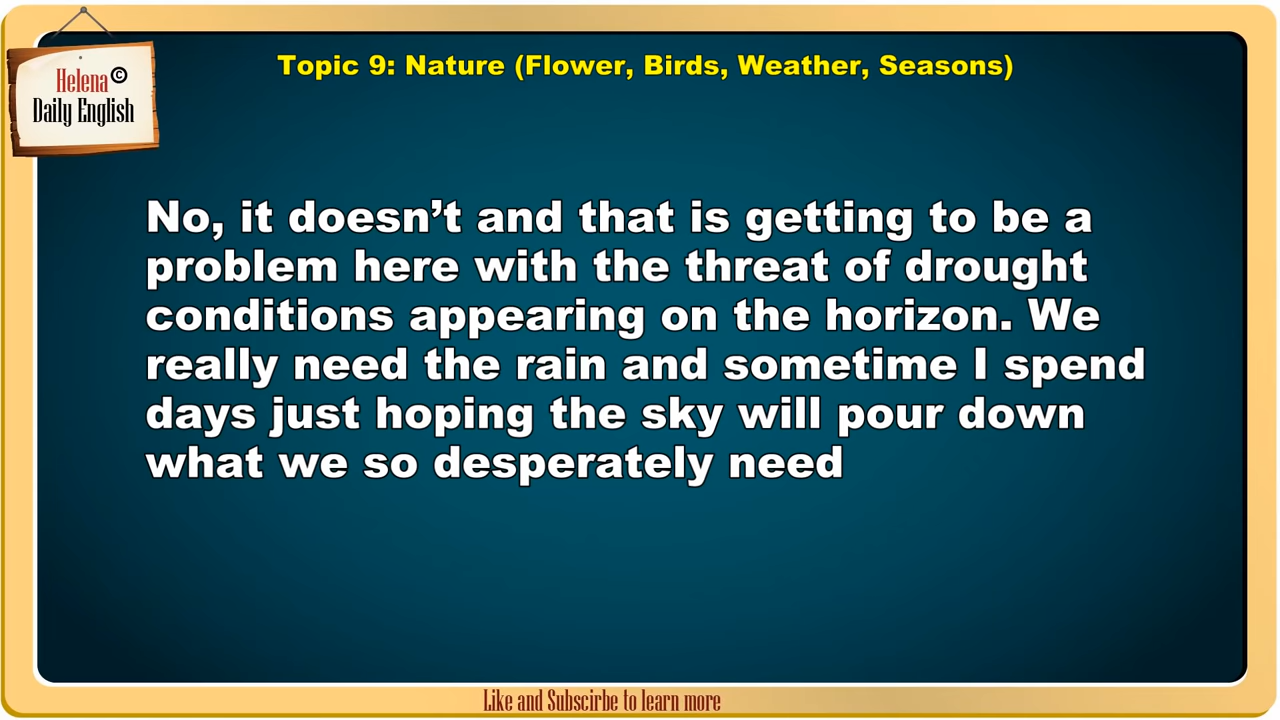 Topic 9: Nature (Flower, Birds, Weather, Seasons)
Helena©
Daily English
No, it doesn’t and that is getting to be a
problem here with the threat of drought
conditions appearing on the horizon. We
really need the rain and sometime I spend
days just hoping the sky will pour down
what we so desperately need
Like and Subscirbe to learn more